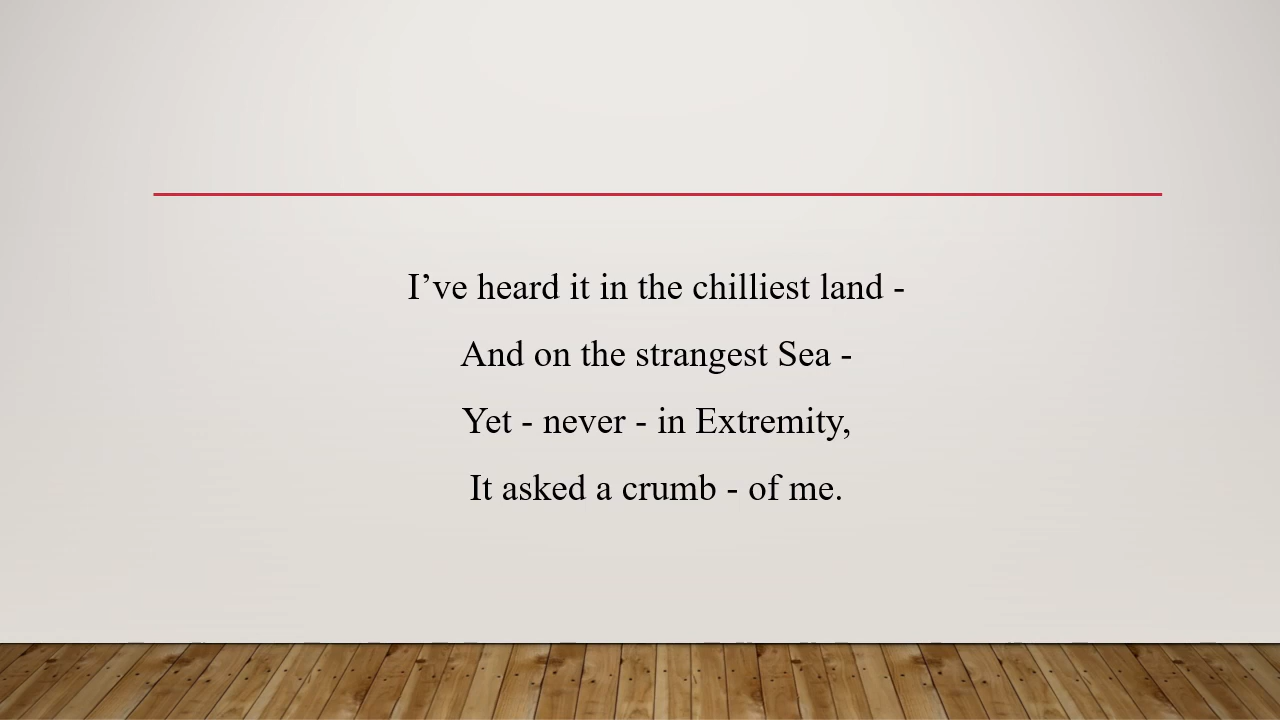 I’ve heard it in the chilliest land -
And on the strangest Sea -
Yet - never - in Extremity,
It asked a crumb - of me.